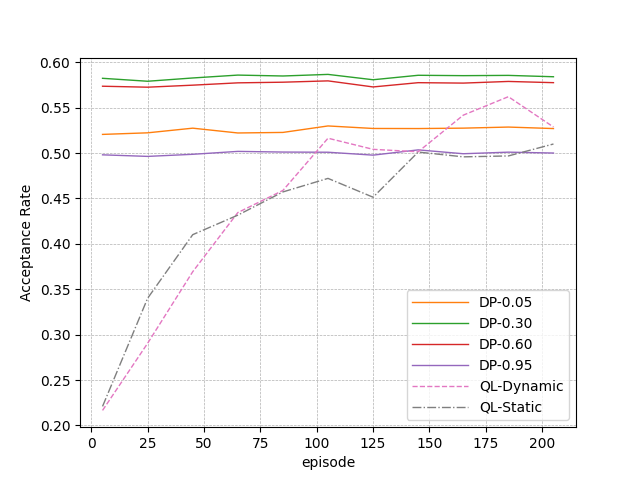 0.60
0.55
0.50
0.45
0.40
0.35
0.30
0.25
0.20
Acceptance Rate
DP-0.05
DP-0.30
DP-0.60
DP-0.95
QL-Dynamic
QL-Static
0 25 50 75 100 125 150 175 200
episode